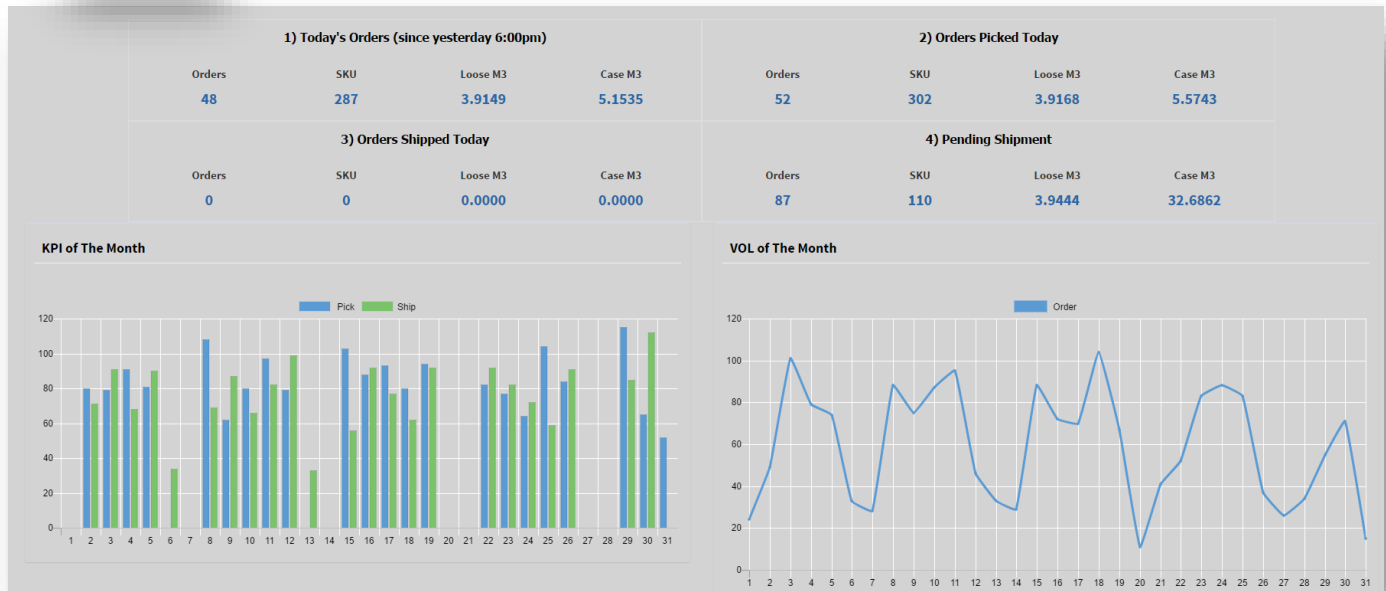 1) Today's Orders (since yesterday 6:00pm) 2) Orders Picked Today
Orders SKU Loose M3 Case M3 Orders SKU Loose M3 Case M3
48 287 3.9149 5.1535 52 302 3.9168 5.5743
3) Orders Shipped Today 4) Pending Shipment
Orders SKU Loose M3 Case M3 Orders SKU Loose M3 Case M3
0 0 0.0000 0.0000 87 110 3.9444 32.6862
KPI of The Month
Pick Ship
120
100
80
60
40
20
0
1 2 3 4 5 6 7 8 9 10 11 12 13 14 15 16 17 18 19 20 21 22 23 24 25 26 27 28 29 30 31
VOL of The Month
Order
120
100
80
60
40
20
0
1 2 3 4 5 6 7 8 9 10 11 12 13 14 15 16 17 18 19 20 21 22 23 24 25 26 27 28 29 30 31